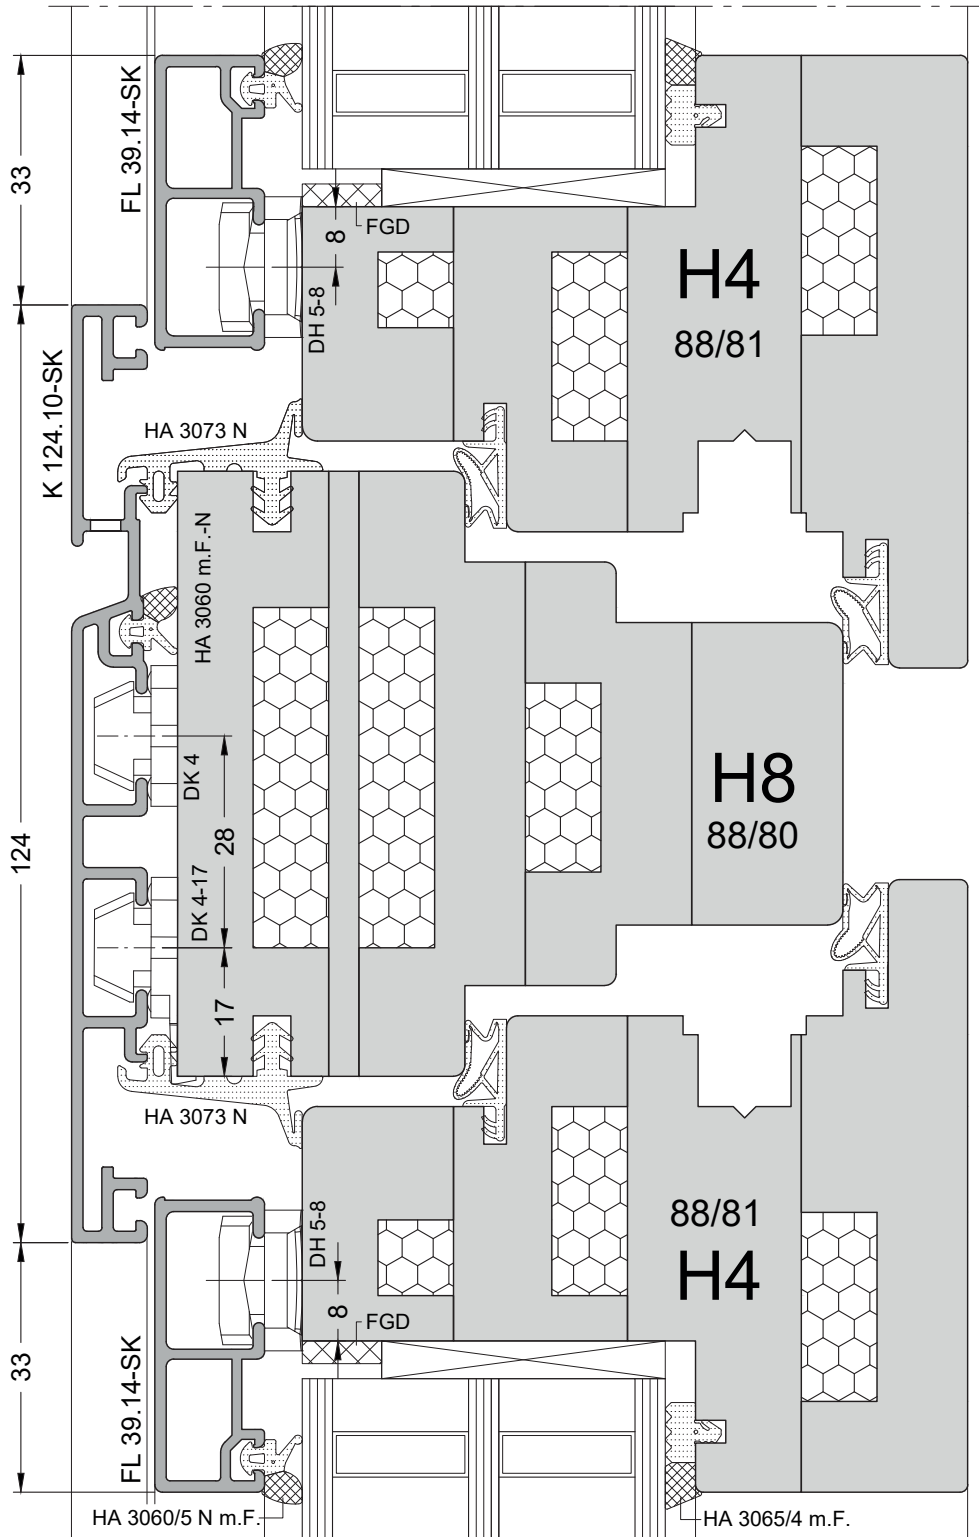 33
FL 39.14-SK
FGD
8
DH 5-8
H4
88/81
K 124.10-SK
HA 3073 N
HA 3060 m.F.-N
DK 4
28
H8
88/80
124
DK 4-17
17
HA 3073 N
88/81
H4
DH 5-8
8
FGD
33
FL 39.14-SK
HA 3060/5 N m.F.
HA 3065/4 m.F.